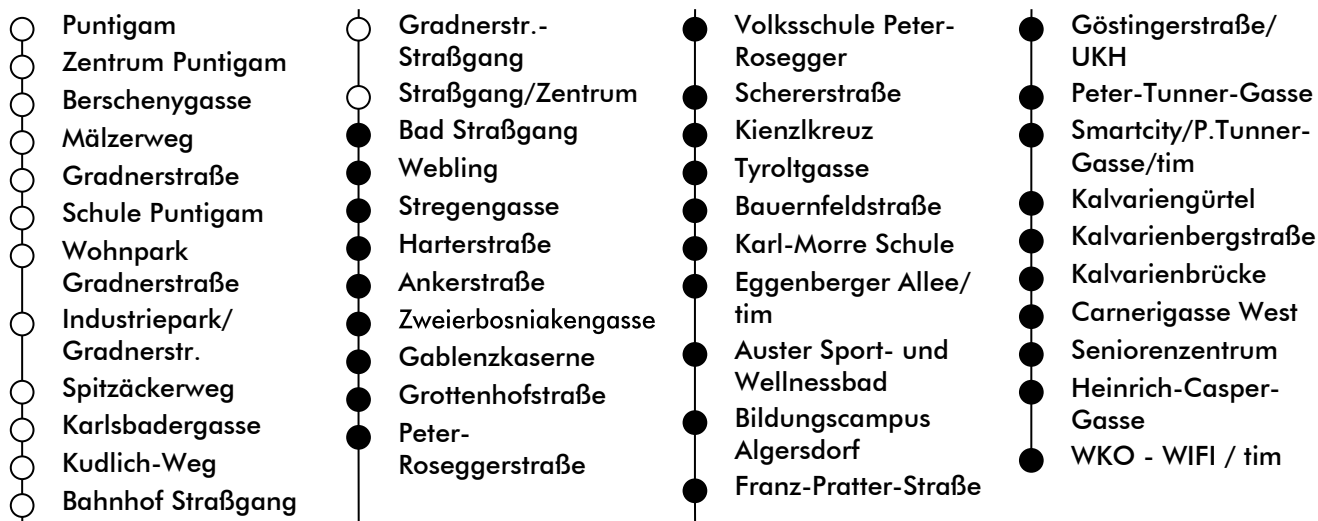 Puntigam
Zentrum Puntigam
Berschenygasse
Mälzerweg
Gradnerstraße
Schule Puntigam
Wohnpark
Gradnerstraße
Industriepark/
Gradnerstr.
Spitzäckerweg
Karlsbadergasse
Kudlich-Weg
Bahnhof Straßgang
Gradnerstr.-
Straßgang
Straßgang/Zentrum
Bad Straßgang
Webling
Stregengasse
Harterstraße
Ankerstraße
Zweierbosniakengasse
Gablenzkaserne
Grottenhofstraße
Peter-
Roseggerstraße
Volksschule Peter-
Rosegger
Schererstraße
Kienzlkreuz
Tyroltgasse
Bauernfeldstraße
Karl-Morre Schule
Eggenberger Allee/
tim
Auster Sport- und
Wellnessbad
Bildungscampus
Algersdorf
Franz-Pratter-Straße
Göstingerstraße/
UKH
Peter-Tunner-Gasse
Smartcity/P.Tunner-
Gasse/tim
Kalvariengürtel
Kalvarienbergstraße
Kalvarienbrücke
Carnerigasse West
Seniorenzentrum
Heinrich-Casper-
Gasse
WKO - WIFI / tim